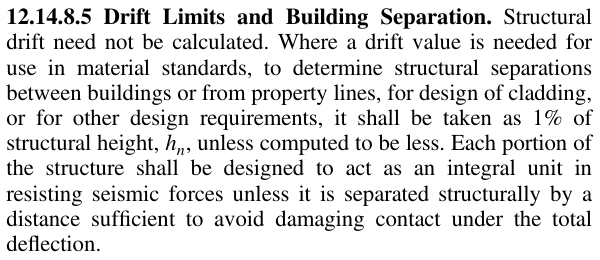 12.14.8.5 Drift Limits and Building Separation. Structural
drift need not be calculated. Where a drift value is needed for
use in material standards, to determine structural separations
between buildings or from property lines, for design of cladding,
or for other design requirements, it shall be taken as 1% of
structural height, hn, unless computed to be less. Each portion of
the structure shall be designed to act as an integral unit in
resisting seismic forces unless it is separated structurally by a
distance sufficient to avoid damaging contact under the total
deflection.